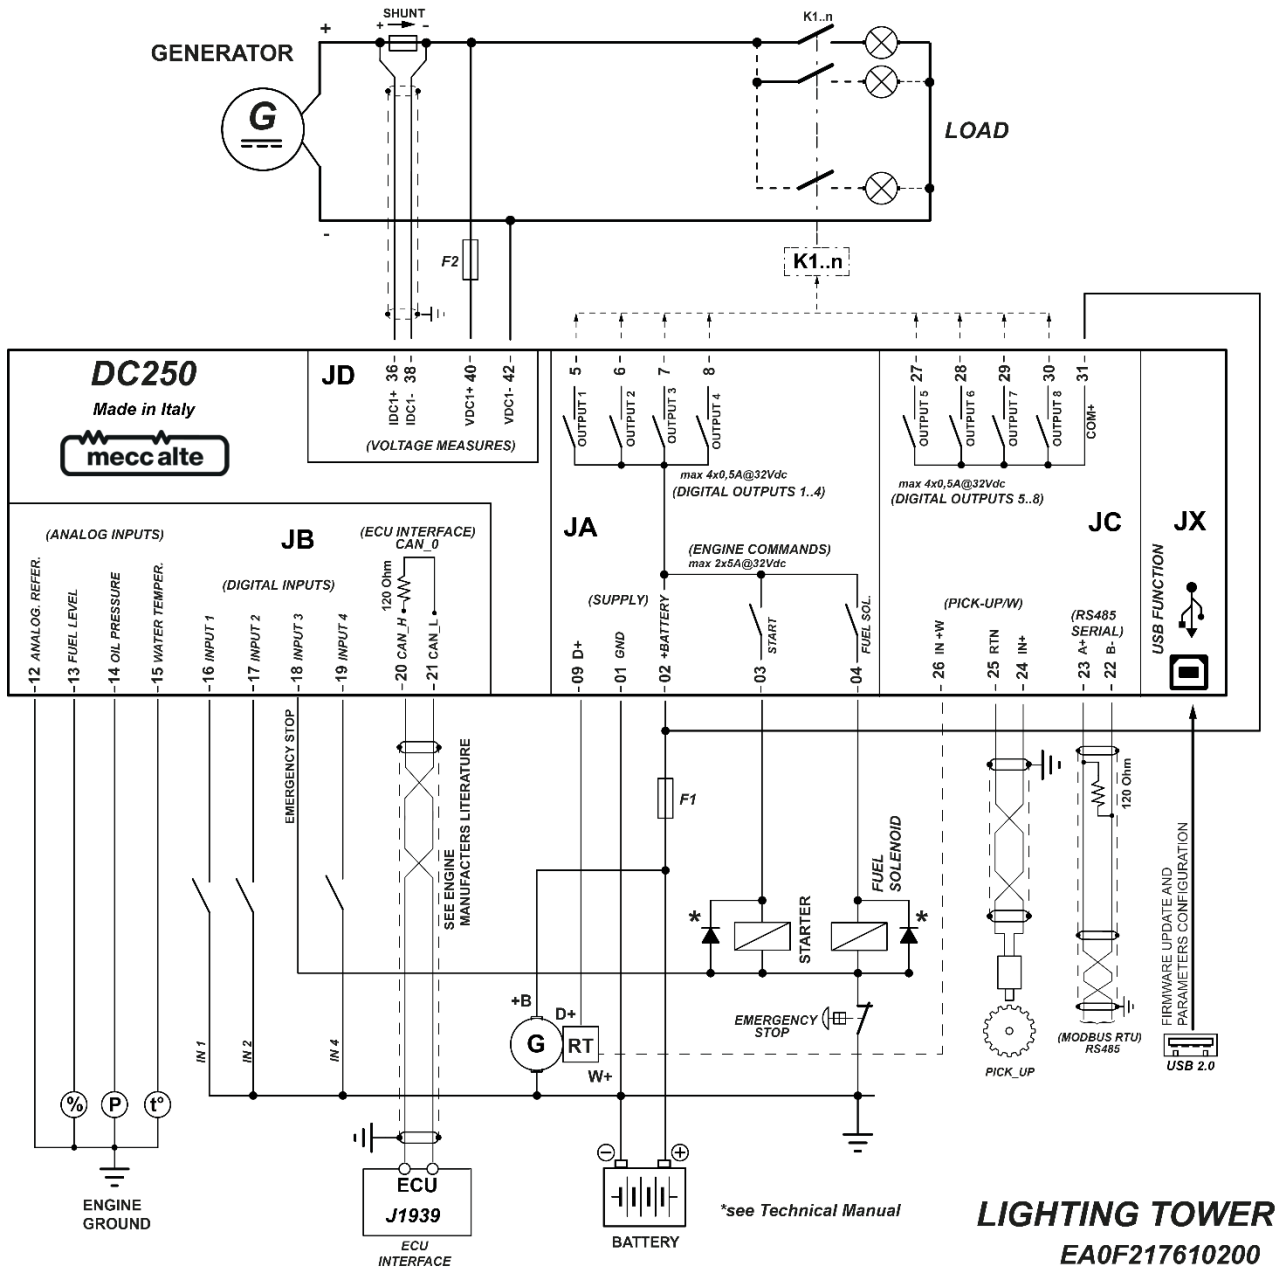 SHUNT
+
+ -
K1..n
GENERATOR
G
LOAD
-
F2
K1..n
DC250
Made in Italy
mecc alte
JD
IDC1+ 36
IDC1- 38
VDC1+ 40
VDC1- 42
(VOLTAGE MEASURES)
5
6
7
8
OUTPUT 1
OUTPUT 2
OUTPUT 3
OUTPUT 4
max 4x0,5A@32Vdc
(DIGITAL OUTPUTS 1..4)
27
28
29
30
31
OUTPUT 5
OUTPUT 6
OUTPUT 7
OUTPUT 8
COM+
max 4x0,5A@32Vdc
(DIGITAL OUTPUTS 5..8)
JC
JX
JA
(ANALOG INPUTS)
JB
(ECU INTERFACE)
CAN_0
(DIGITAL INPUTS)
120 Ohm
12 ANALOG. REFER.
13 FUEL LEVEL
14 OIL PRESSURE
15 WATER TEMPER.
16 INPUT 1
17 INPUT 2
18 INPUT 3
19 INPUT 4
20 CAN_H
21 CAN_L
(ENGINE COMMANDS)
max 2x5A@32Vdc
(SUPPLY)
09 D+
01 GND
02 +BATTERY
03
START
04
FUEL SOL.
(PICK-UP/W)
26 IN +W
25 RTN
24 IN+
(RS485
SERIAL)
23 A+
22 B-
USB FUNCTION
EMERGENCY STOP
SEE ENGINE
MANUFACTERS LITERATURE
F1
120 Ohm
FUEL
SOLENOID
*
STARTER
*
FIRMWARE UPDATE AND
PARAMETERS CONFIGURATION
+B
D+
G
RT
W+
EMERGENCY
STOP
IN 1
IN 2
IN 4
PICK_UP
(MODBUS RTU)
RS485
USB 2.0
%
P
t°
ENGINE
GROUND
ECU
J1939
ECU
INTERFACE
−
+
BATTERY
*see Technical Manual
LIGHTING TOWER
EA0F217610200